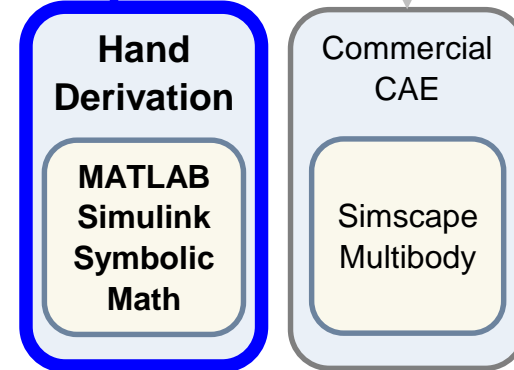 Hand
Derivation
MATLAB
Simulink
Symbolic
Math
Commercial
CAE
Simscape
Multibody